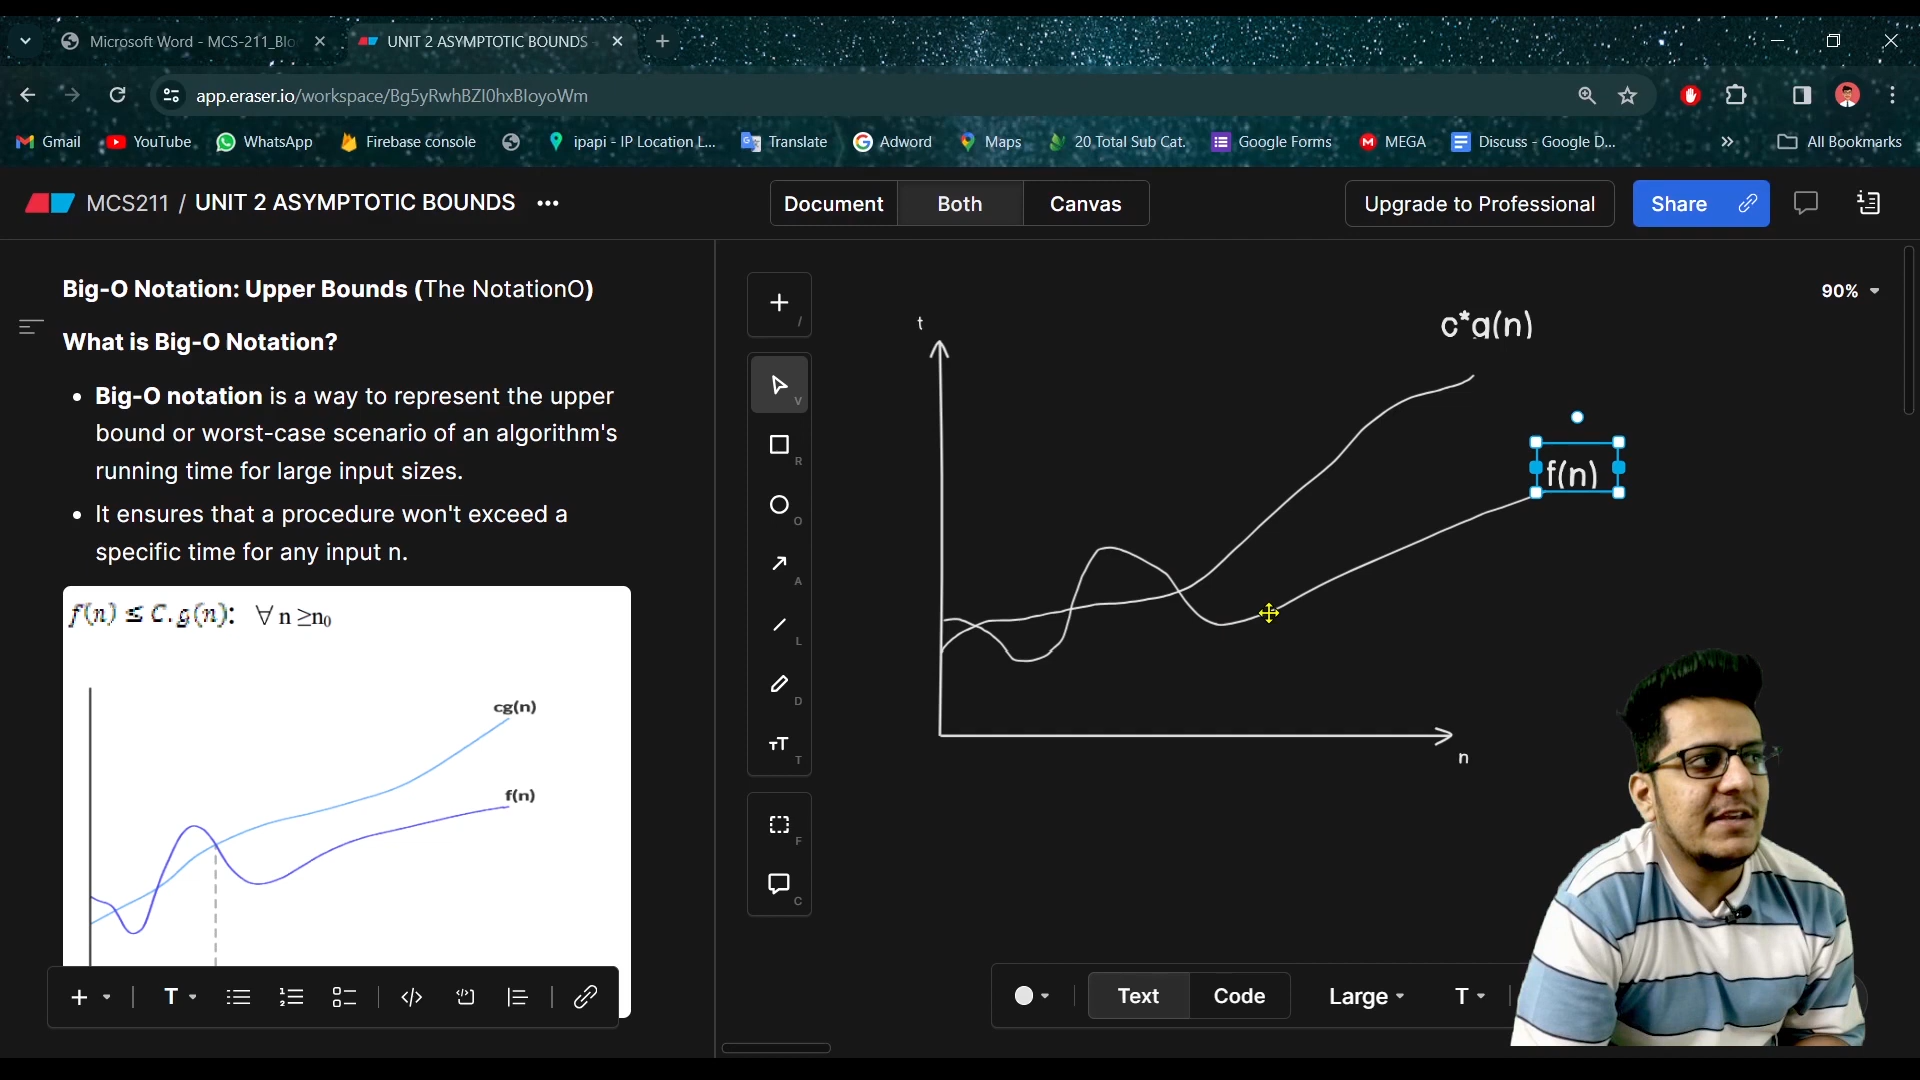 Microsoft Word - MCS-211_Blo
UNIT 2 ASYMPTOTIC BOUNDS
app.eraser.io/workspace/Bg5yRwhBZI0hxBIoyoWm
Gmail
YouTube
WhatsApp
Firebase console
ipapi - IP Location L...
Translate
Adword
Maps
20 Total Sub Cat.
Google Forms
MEGA
Discuss - Google D...
»
All Bookmarks
MCS211 / UNIT 2 ASYMPTOTIC BOUNDS •••
Document
Both
Canvas
Upgrade to Professional
Share
Big-O Notation: Upper Bounds (The NotationO)
What is Big-O Notation?
• Big-O notation is a way to represent the upper
bound or worst-case scenario of an algorithm's
running time for large input sizes.
• It ensures that a procedure won't exceed a
specific time for any input n.
f(n) ≤ C.g(n): ∀ n ≥n₀
cg(n)
f(n)
/
V
R
O
A
L
D
T
F
C
90%
t
c*g(n)
f(n)
n
T
Text
Code
Large
T